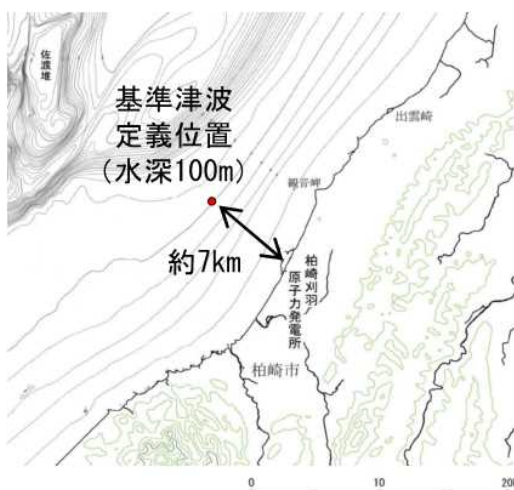 佐渡堆
基準津波
定義位置
（水深100m）
出雲崎
観音岬
約7km
柏崎刈羽
原子力発電所
柏崎市
0 10 20